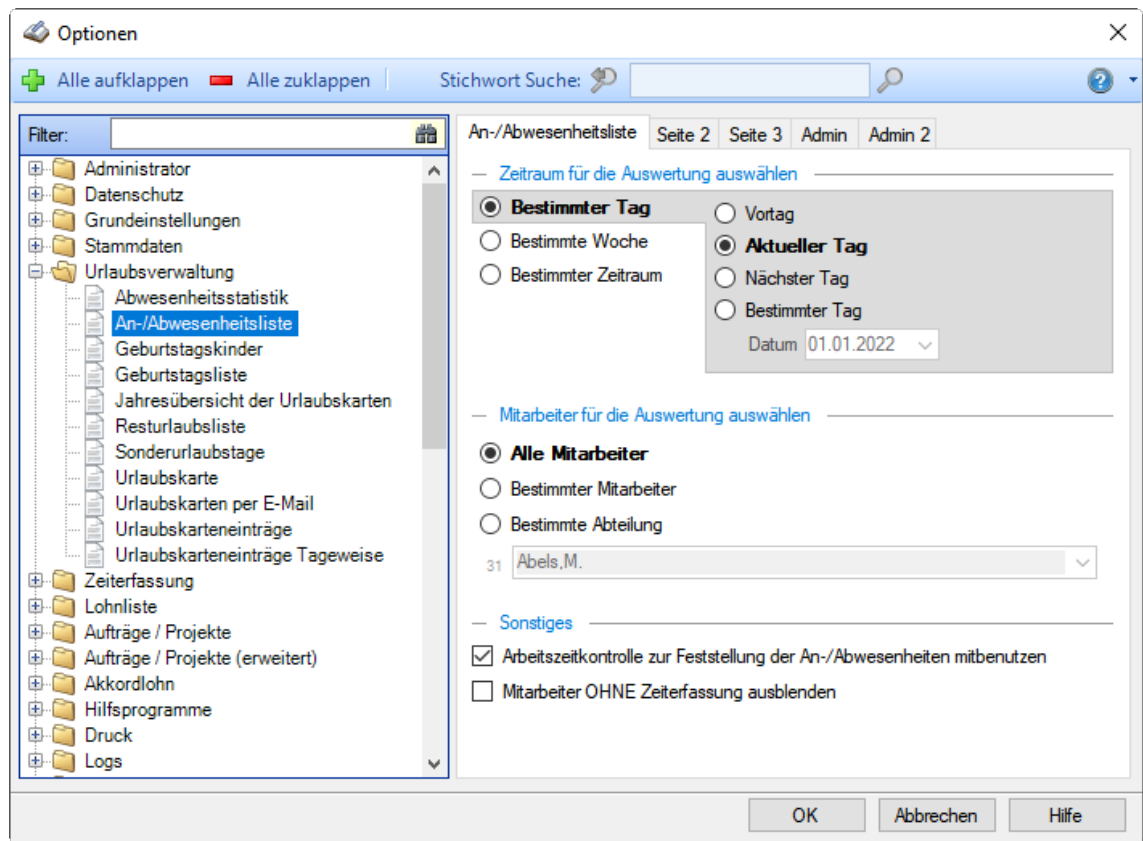 Optionen
Alle aufklappen Alle zuklappen Stichwort Suche:
Filter:
Administrator
Datenschutz
Grundeinstellungen
Stammdaten
Urlaubsverwaltung
Abwesenheitsstatistik
An-/Abwesenheitsliste
Geburtstagskinder
Geburtstagsliste
Jahresübersicht der Urlaubskarten
Resturlaubsliste
Sonderurlaubstage
Urlaubskarte
Urlaubskarten per E-Mail
Urlaubskarteneinträge
Urlaubskarteneinträge Tageweise
Zeiterfassung
Lohnliste
Aufträge / Projekte
Aufträge / Projekte (erweitert)
Akkordlohn
Hilfsprogramme
Druck
Logs
An-/Abwesenheitsliste Seite 2 Seite 3 Admin Admin 2
Zeitraum für die Auswertung auswählen
Bestimmter Tag
Bestimmte Woche
Bestimmter Zeitraum
Vortag
Aktueller Tag
Nächster Tag
Bestimmter Tag
Datum 01.01.2022
Mitarbeiter für die Auswertung auswählen
Alle Mitarbeiter
Bestimmter Mitarbeiter
Bestimmte Abteilung
31 Abels,M.
Sonstiges
Arbeitszeitkontrolle zur Feststellung der An-/Abwesenheiten mitbenutzen
Mitarbeiter OHNE Zeiterfassung ausblenden
OK Abbrechen Hilfe